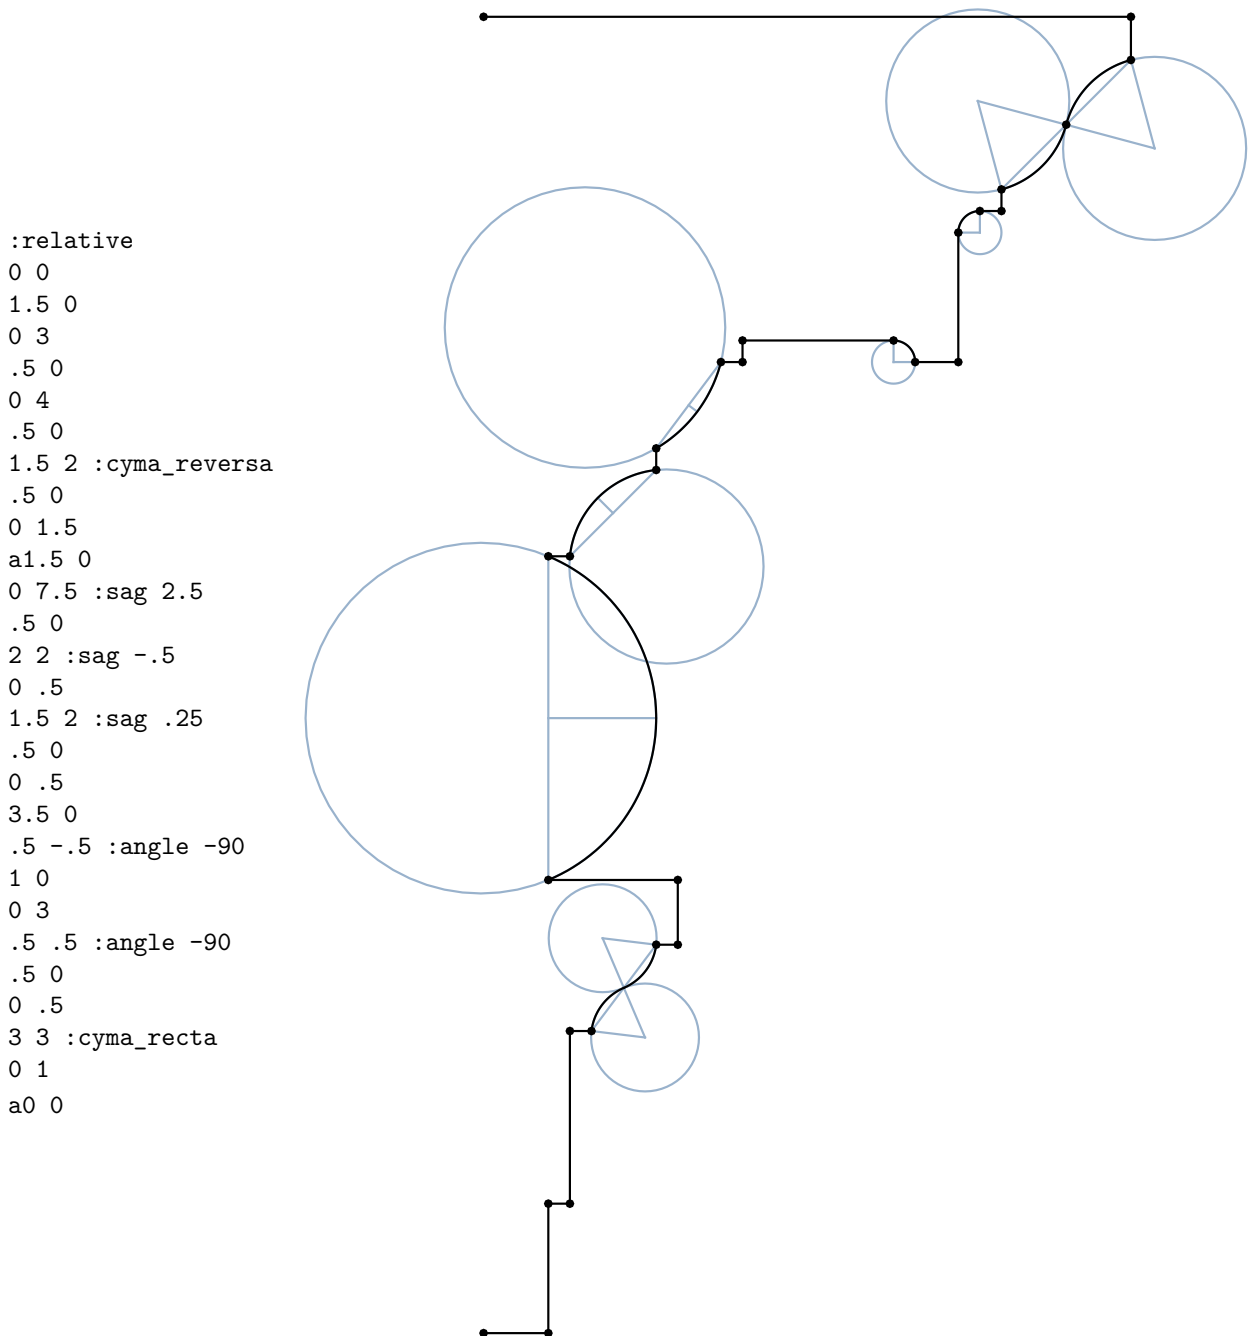 :relative
0 0
1.5 0
0 3
.5 0
0 4
.5 0
1.5 2 :cyma_reversa
.5 0
0 1.5
a1.5 0
0 7.5 :sag 2.5
.5 0
2 2 :sag -.5
0 .5
1.5 2 :sag .25
.5 0
0 .5
3.5 0
.5 -.5 :angle -90
1 0
0 3
.5 .5 :angle -90
.5 0
0 .5
3 3 :cyma_recta
0 1
a0 0